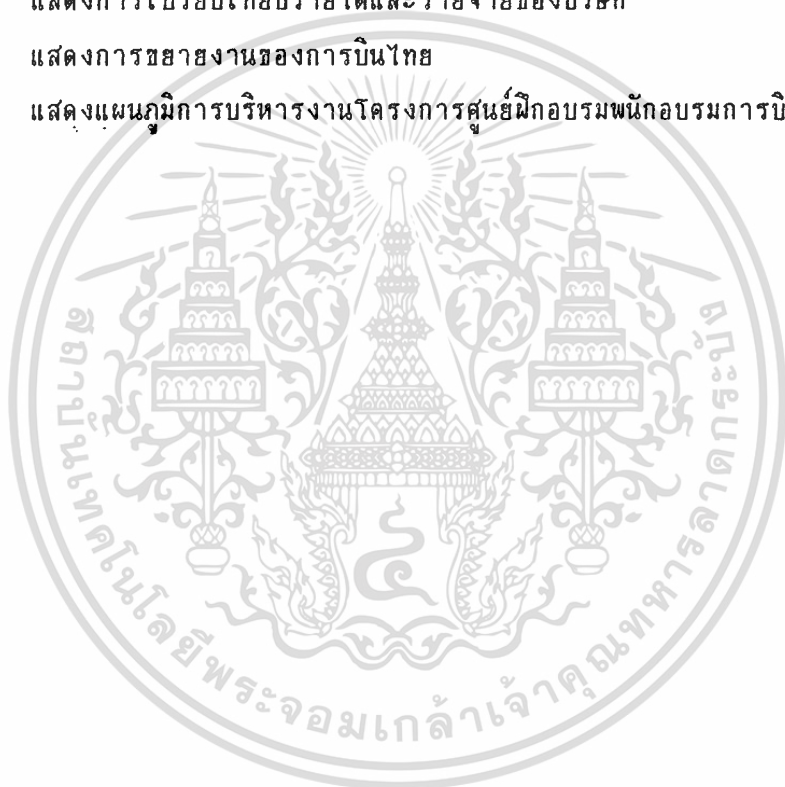 แสดงการเปรียบเทียบรายได้และรายจ่ายของบริษัท
แสดงการขยายงานของการบินไทย
แสดงแผนภูมิการบริหารงานโครงการศูนย์ฝึกอบรมพนักอบรมการบิ
สถาบันเทคโนโลยีพระจอมเกล้าเจ้าคุณทหารลาดกระบัง